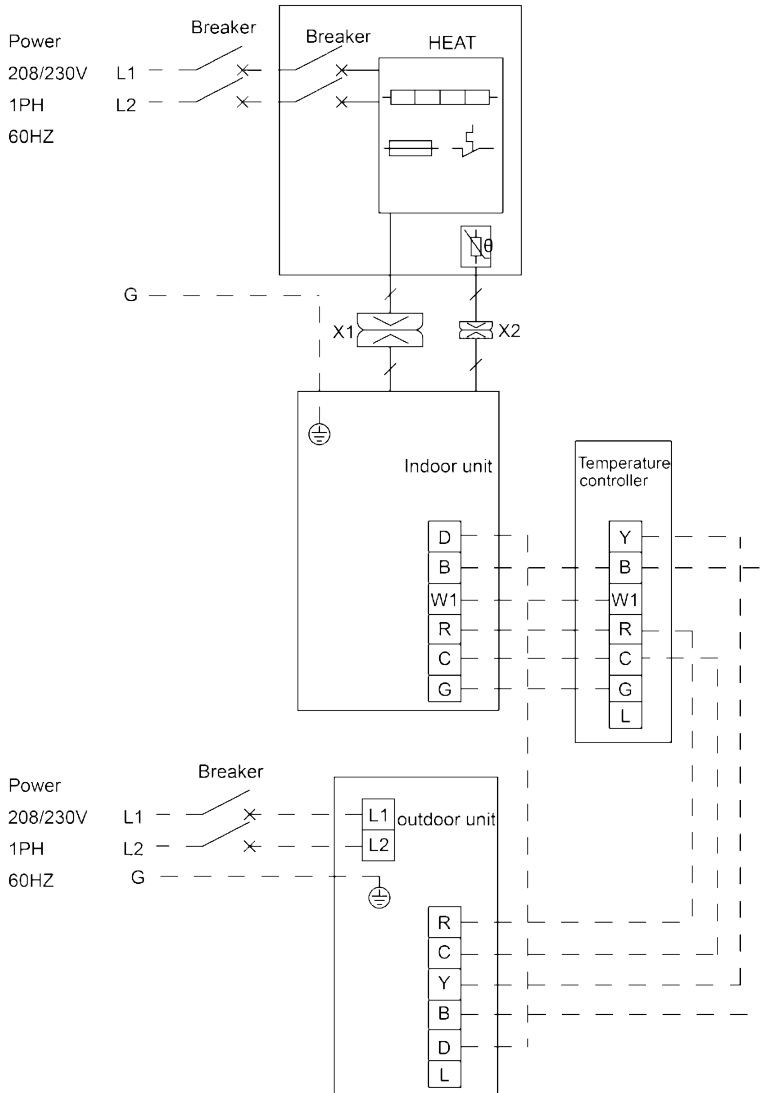 Power
208/230V
1PH
60HZ
L1
L2
Breaker
Breaker
HEAT
θ
G
X1
X2
Indoor unit
D
B
W1
R
C
G
Temperature
controller
Y
B
W1
R
C
G
L
Power
208/230V
1PH
60HZ
L1
L2
G
Breaker
L1
L2
outdoor unit
R
C
Y
B
D
L